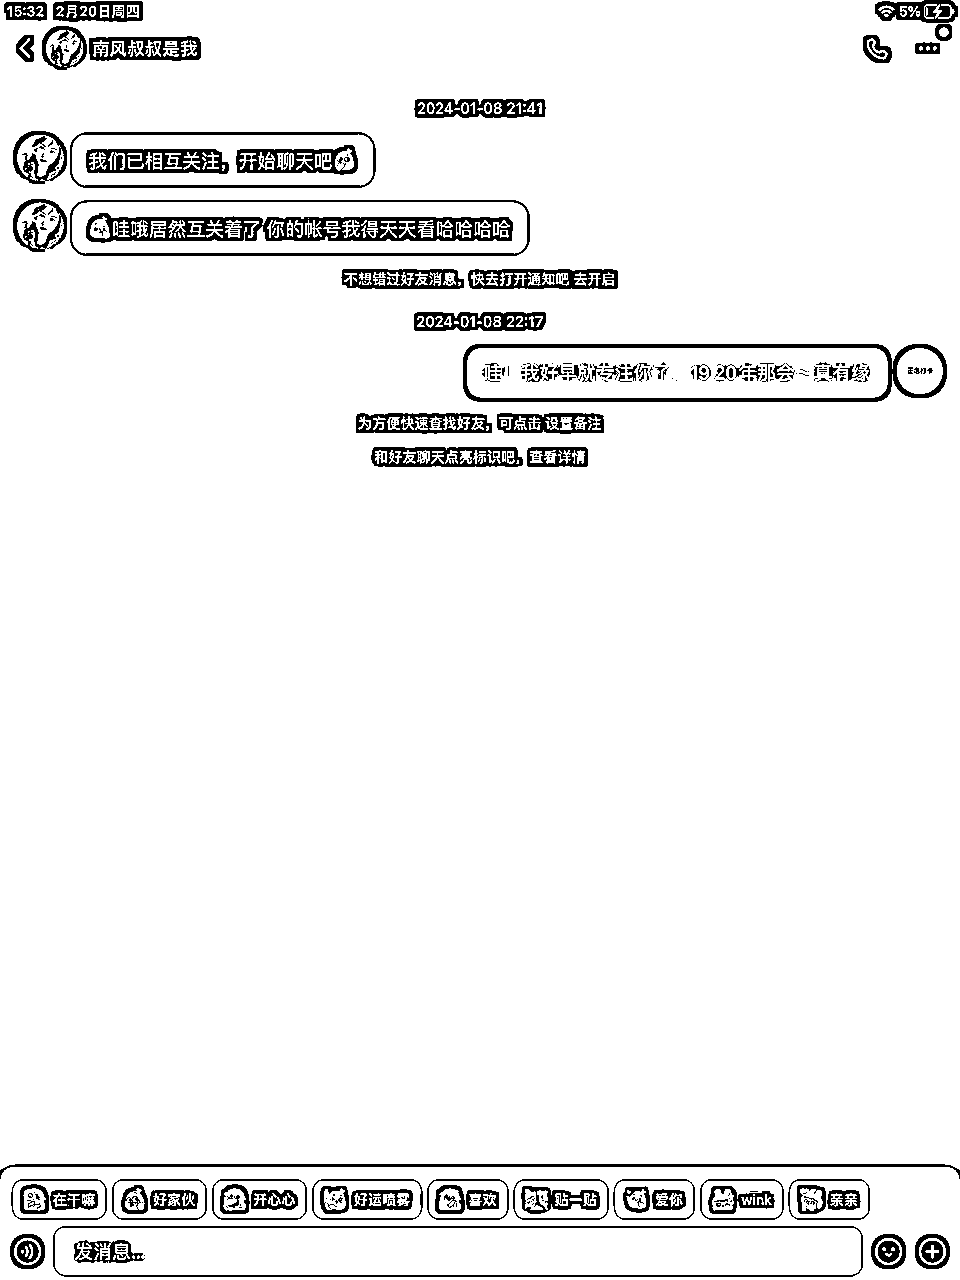 15:32 2月20日周四
5%
南风叔叔是我
2024-01-08 21:41
我们已相互关注，开始聊天吧
哇哦居然互关着了 你的帐号我得天天看哈哈哈哈
不想错过好友消息，快去打开通知吧 去开启
2024-01-08 22:17
哇！我好早就专注你了、19 20年那会～真有缘
为方便快速查找好友，可点击 设置备注
和好友聊天点亮标识吧，查看详情
在干嘛 好家伙 开心心 好运喷雾 喜欢 贴一贴 爱你 wink 亲亲
发消息...